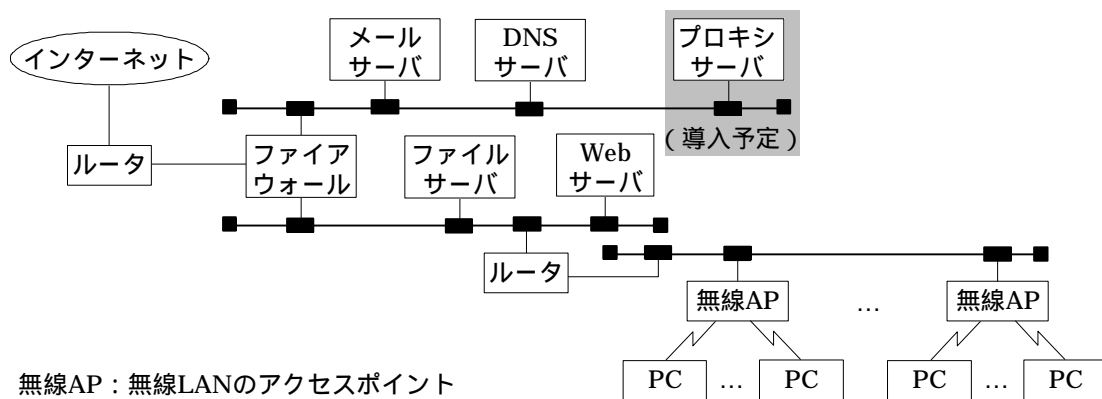 インターネット
メール
サーバ
DNS
サーバ
プロキシ
サーバ
(導入予定)
ルータ
ファイア
ウォール
ファイル
サーバ
Web
サーバ
ルータ
無線AP
…
無線AP
PC
…
PC
PC
…
PC
無線AP:無線LANのアクセスポイント